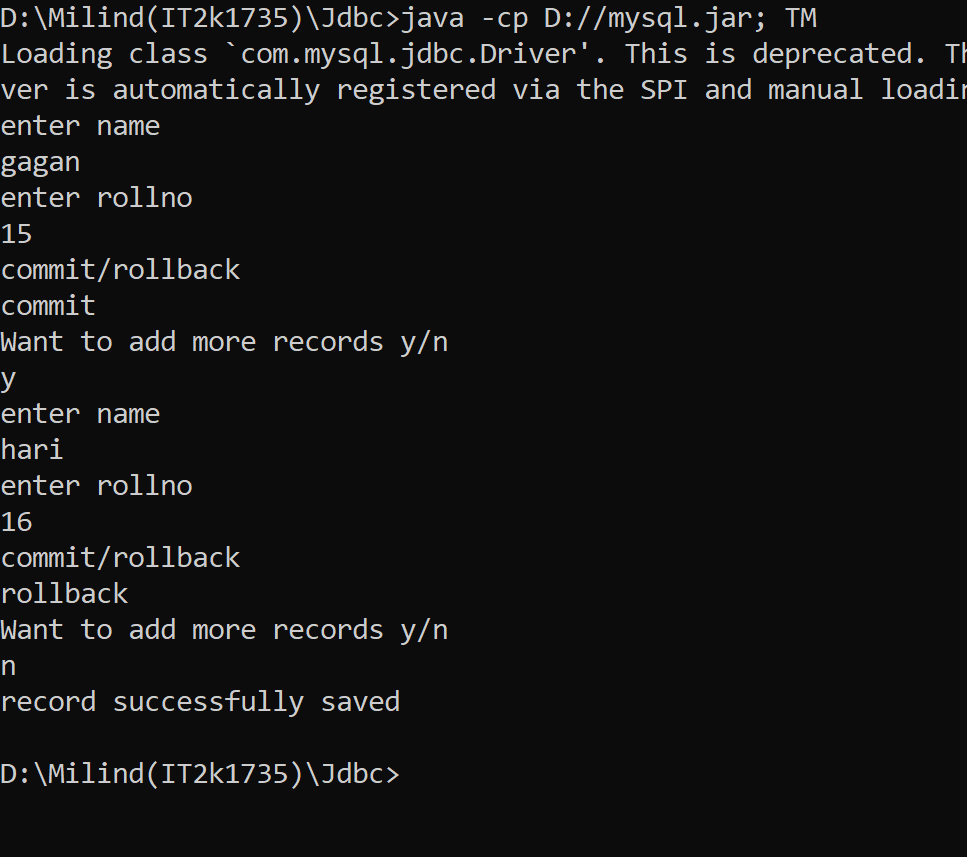 D:\Milind(IT2k1735)\Jdbc>java -cp D://mysql.jar; TM
Loading class `com.mysql.jdbc.Driver'. This is deprecated.
ver is automatically registered via the SPI and manual
enter name
gagan
enter rollno
15
commit/rollback
commit
Want to add more records y/n
y
enter name
hari
enter rollno
16
commit/rollback
rollback
Want to add more records y/n
n
record successfully saved
D:\Milind(IT2k1735)\Jdbc>